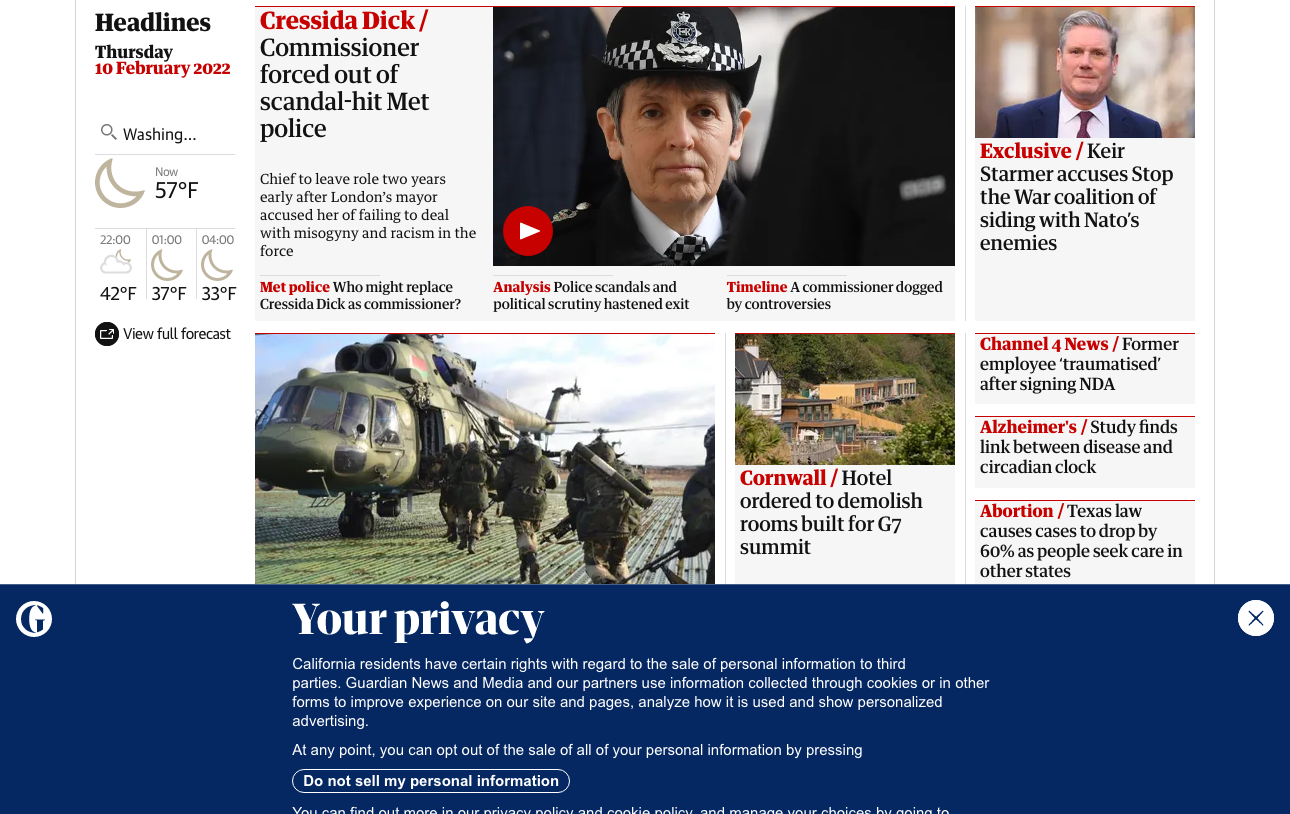 Headlines
Thursday
10 February 2022
Washing...
Now
57°F
22:00
42°F
01:00
37°F
04:00
33°F
View full forecast
Cressida Dick /
Commissioner
forced out of
scandal-hit Met
police
Chief to leave role two years
early after London's mayor
accused her of failing to deal
with misogyny and racism in the
force
Met police Who might replace
Cressida Dick as commissioner?
Analysis Police scandals and
political scrutiny hastened exit
Timeline A commissioner dogged
by controversies
Exclusive / Keir
Starmer accuses Stop
the War coalition of
siding with Nato's
enemies
Cornwall / Hotel
ordered to demolish
rooms built for G7
summit
Channel 4 News / Former
employee 'traumatised'
after signing NDA
Alzheimer's / Study finds
link between disease and
circadian clock
Abortion / Texas law
causes cases to drop by
60% as people seek care in
other states
Your privacy
California residents have certain rights with regard to the sale of personal information to third
parties. Guardian News and Media and our partners use information collected through cookies or in other
forms to improve experience on our site and pages, analyze how it is used and show personalized
advertising.
At any point, you can opt out of the sale of all of your personal information by pressing
Do not sell my personal information
You can find out more in our privacy policy and cookie policy, and manage your choices by going to